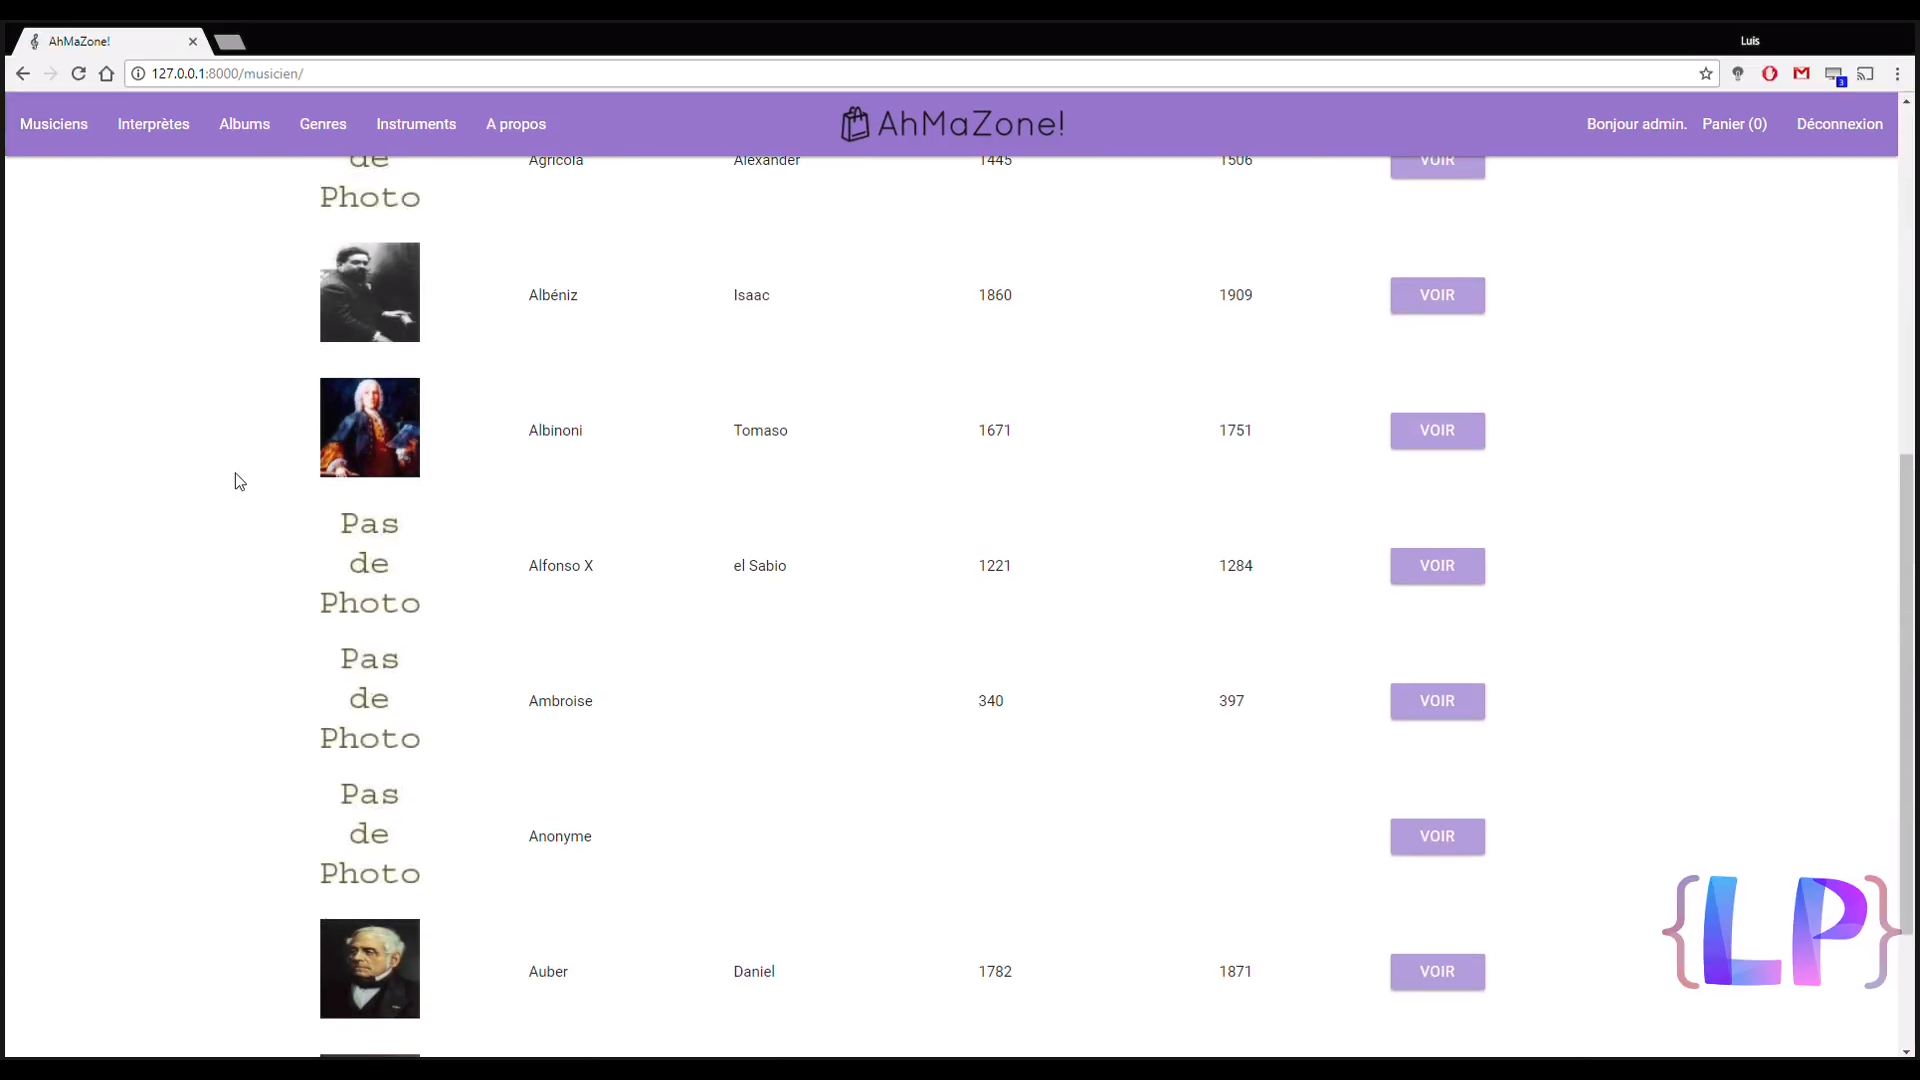 AhMaZone!
Luis
127.0.0.1:8000/musicien/
3
Musiciens Interprètes Albums Genres Instruments A propos AhMaZone! Bonjour admin. Panier (0) Déconnexion
de
Photo
Agricola Alexander 1445 1506 VOIR
Albéniz Isaac 1860 1909 VOIR
Albinoni Tomaso 1671 1751 VOIR
Pas
de
Photo
Alfonso X el Sabio 1221 1284 VOIR
Pas
de
Photo
Ambroise 340 397 VOIR
Pas
de
Photo
Anonyme VOIR
Auber Daniel 1782 1871 VOIR
{LP}